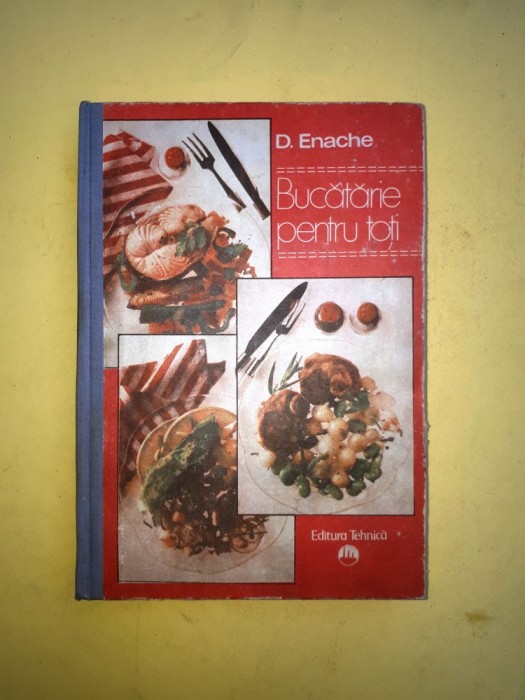 D. Enache
Bucătărie
pentru toți
Editura Tehnică